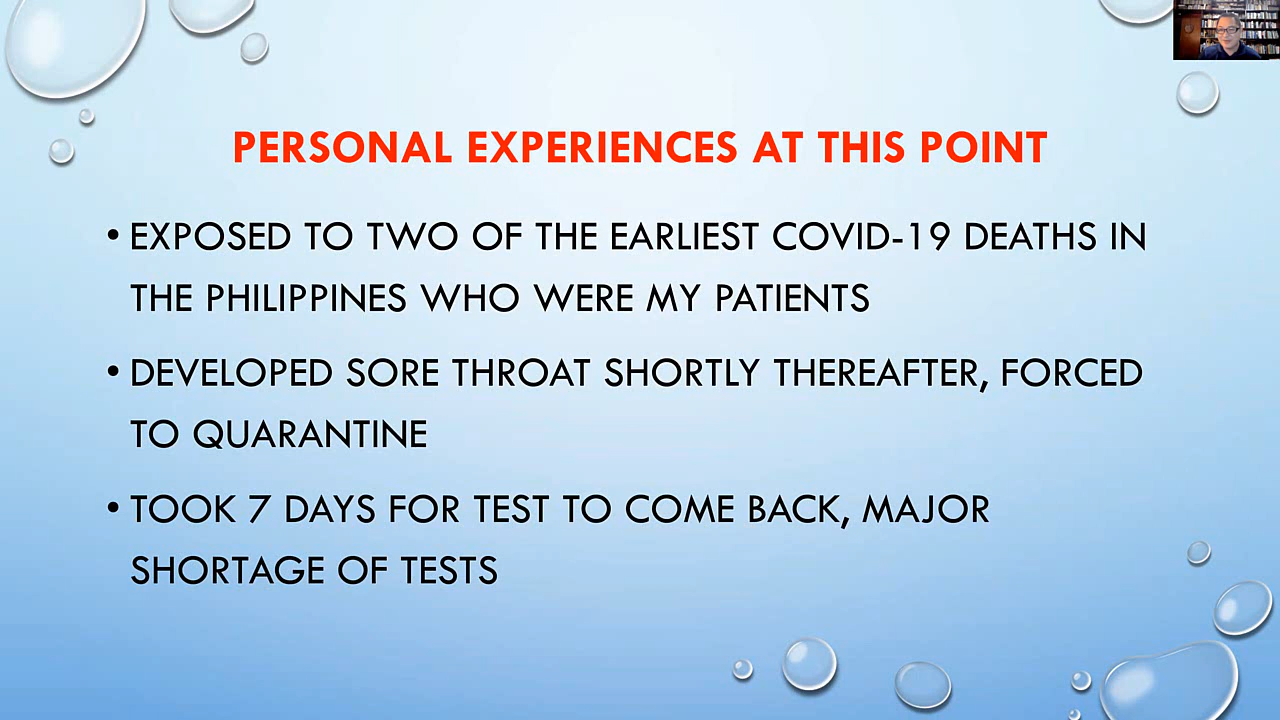 PERSONAL EXPERIENCES AT THIS POINT
• EXPOSED TO TWO OF THE EARLIEST COVID-19 DEATHS IN
THE PHILIPPINES WHO WERE MY PATIENTS
• DEVELOPED SORE THROAT SHORTLY THEREAFTER, FORCED
TO QUARANTINE
• TOOK 7 DAYS FOR TEST TO COME BACK, MAJOR
SHORTAGE OF TESTS